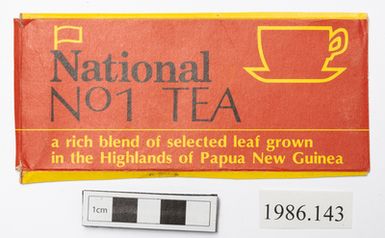 National
No1 TEA
a rich blend of selected leaf grown
in the Highlands of Papua New Guinea
1cm
1986.143